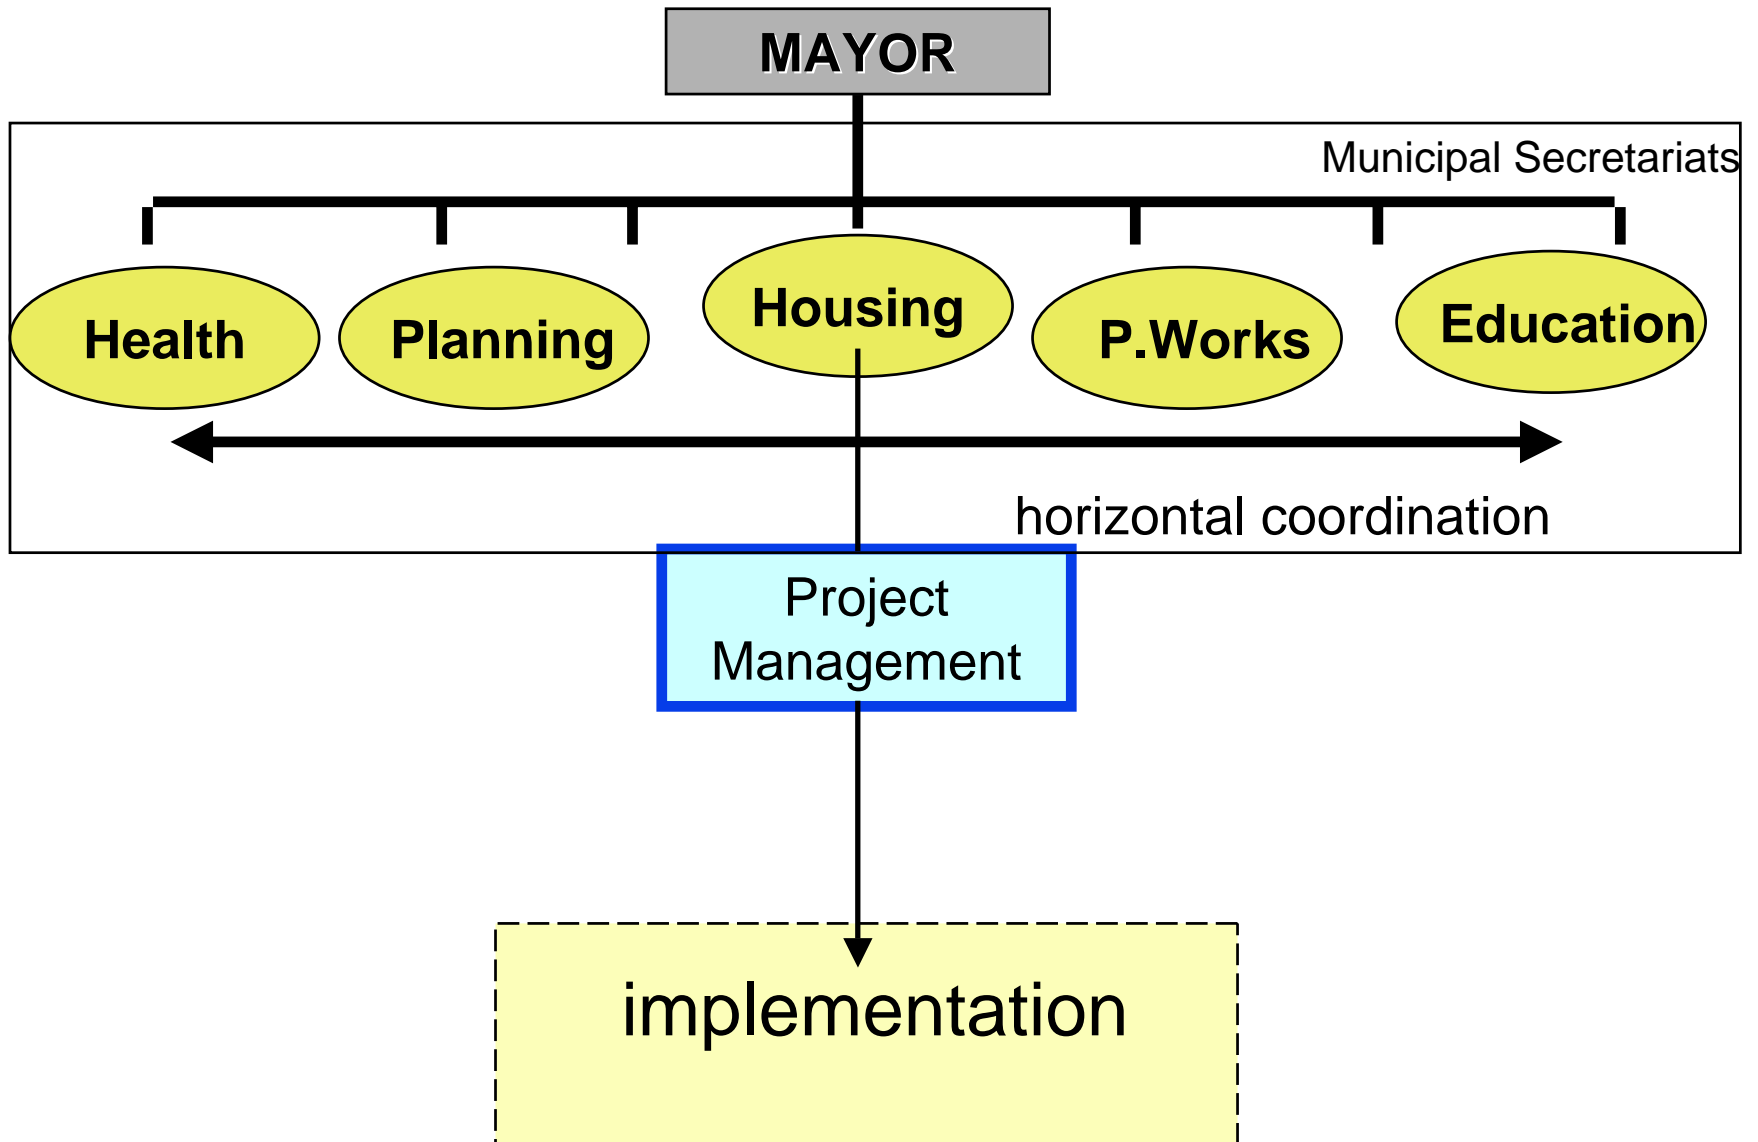 MAYOR
Municipal Secretariats
Health
Planning
Housing
P.Works
Education
horizontal coordination
Project
Management
implementation